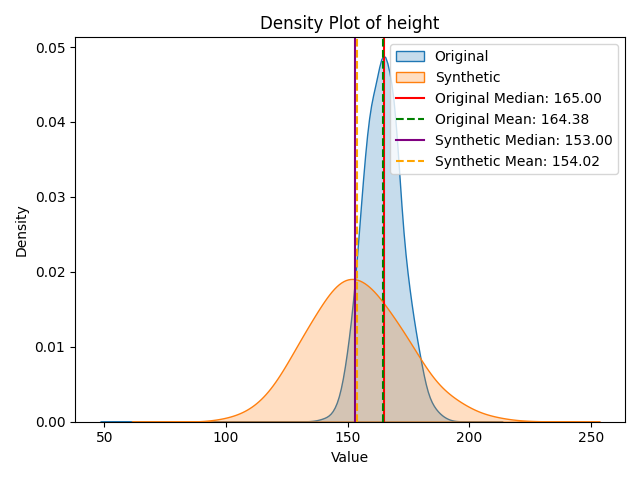 Density Plot of height
Original
Synthetic
Original Median: 165.00
Original Mean: 164.38
Synthetic Median: 153.00
Synthetic Mean: 154.02
Density
0.05
0.04
0.03
0.02
0.01
0.00
50
100
150
200
250
Value